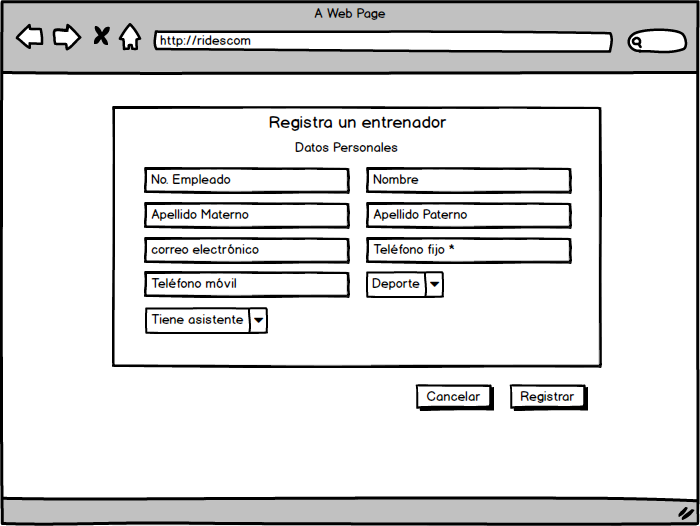 A Web Page
http://ridescom
Registra un entrenador
Datos Personales
No. Empleado
Nombre
Apellido Materno
Apellido Paterno
correo electrónico
Teléfono fijo *
Teléfono móvil
Deporte
Tiene asistente
Cancelar
Registrar